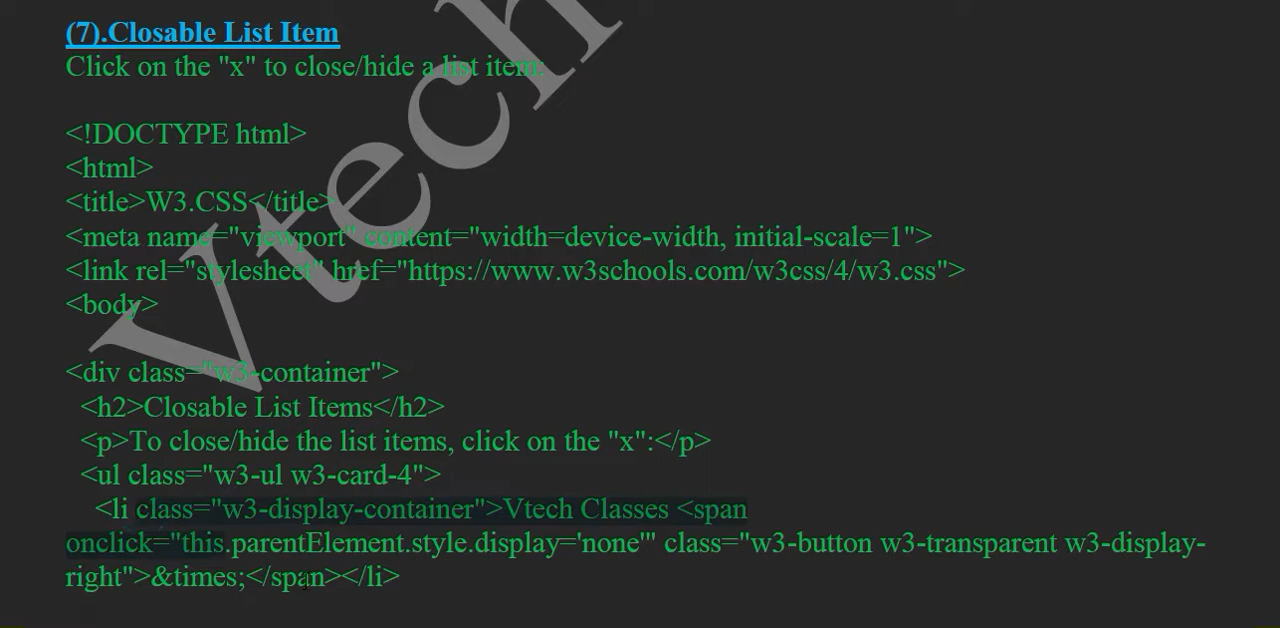 (7).Closable List Item
Click on the "x" to close/hide a list item:
<!DOCTYPE html>
<html>
<title>W3.CSS</title>
<meta name="viewport" content="width=device-width, initial-scale=1">
<link rel="stylesheet" href="https://www.w3schools.com/w3css/4/w3.css">
<body>
<div class="w3-container">
<h2>Closable List Items</h2>
<p>To close/hide the list items, click on the "x":</p>
<ul class="w3-ul w3-card-4">
<li class="w3-display-container">Vtech Classes <span
onclick="this.parentElement.style.display='none'" class="w3-button w3-transparent w3-display-
right">&times;</span></li>
Vtech